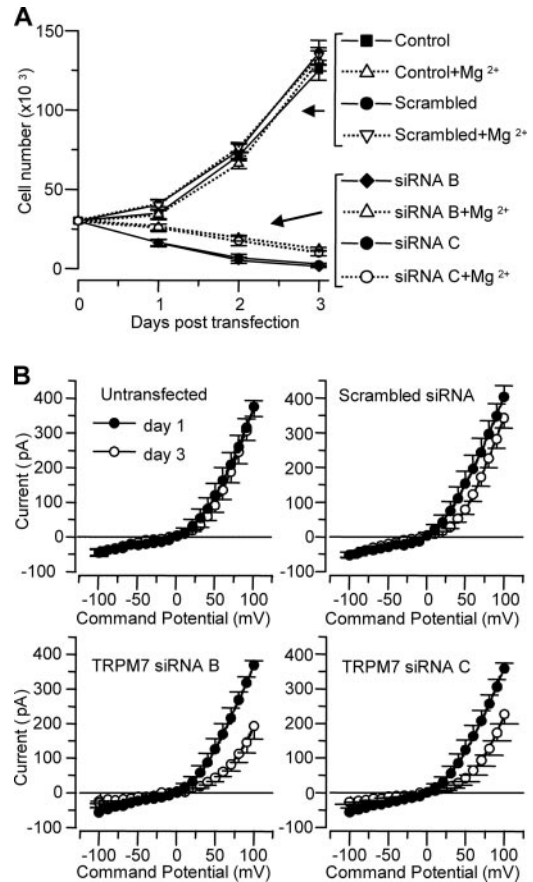 A
150
100
50
0
Cell number (x10 ³)
0 1 2 3
Days post transfection
Control
Control+Mg ²⁺
Scrambled
Scrambled+Mg ²⁺
siRNA B
siRNA B+Mg ²⁺
siRNA C
siRNA C+Mg ²⁺
B
Untransfected
day 1
day 3
400
300
200
100
0
-100
Current (pA)
-100 -50 0 50 100
Command Potential (mV)
Scrambled siRNA
400
300
200
100
0
-100
-100 -50 0 50 100
Command Potential (mV)
TRPM7 siRNA B
400
300
200
100
0
-100
Current (pA)
-100 -50 0 50 100
Command Potential (mV)
TRPM7 siRNA C
400
300
200
100
0
-100
-100 -50 0 50 100
Command Potential (mV)